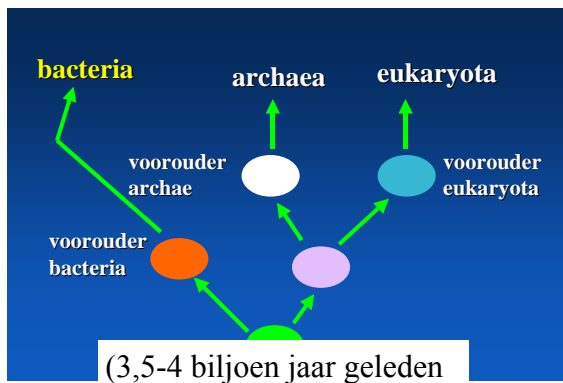 bacteria
archaea
eukaryota
voorouder
archae
voorouder
eukaryota
voorouder
bacteria
(3,5-4 biljoen jaar geleden